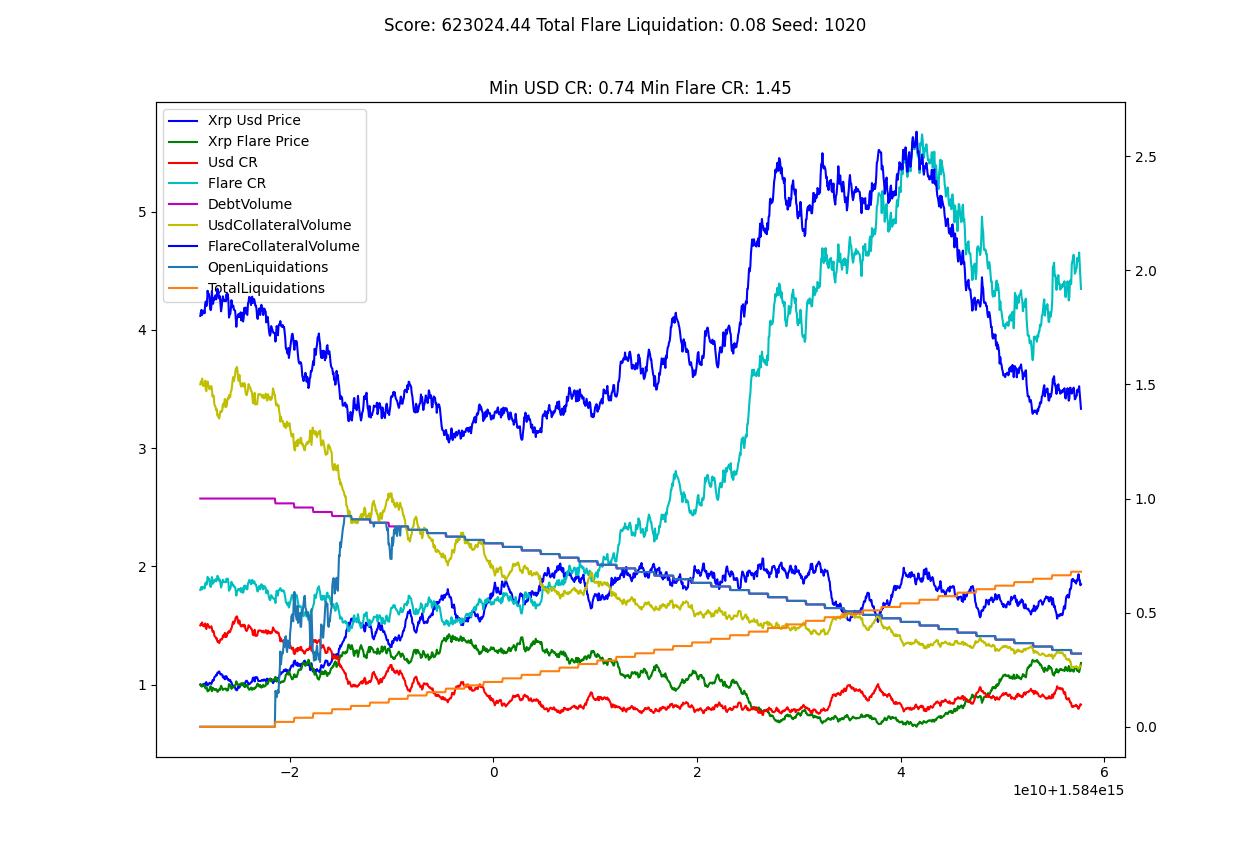 Score: 623024.44 Total Flare Liquidation: 0.08 Seed: 1020
Min USD CR: 0.74 Min Flare CR: 1.45
Xrp Usd Price
Xrp Flare Price
Usd CR
Flare CR
DebtVolume
UsdCollateralVolume
FlareCollateralVolume
OpenLiquidations
TotalLiquidations
5
4
3
2
1
2.5
2.0
1.5
1.0
0.5
0.0
−2 0 2 4 6
1e10+1.584e15